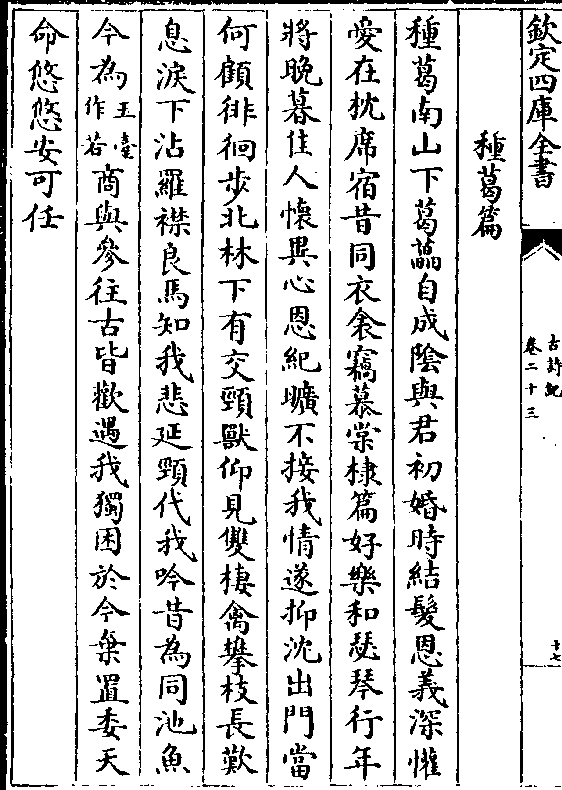 欽定四庫全書
古詩紀
卷二十三
十七
種葛篇
種葛南山下葛藟自成隂與君初婚時結髪恩義深懽
愛在枕席宿昔同衣衾竊慕棠棣篇好樂和瑟琴行年
將晩暮佳人懷異心恩紀曠不接我情遂抑沈出門當
何顧徘徊步北林下有交頸獸仰見雙棲禽攀枝長歎
息淚下沾羅襟良馬知我悲延頸代我吟昔為同池魚
今為玉臺作若商與參往古皆歡遇我獨困於今棄置委天
命悠悠安可任